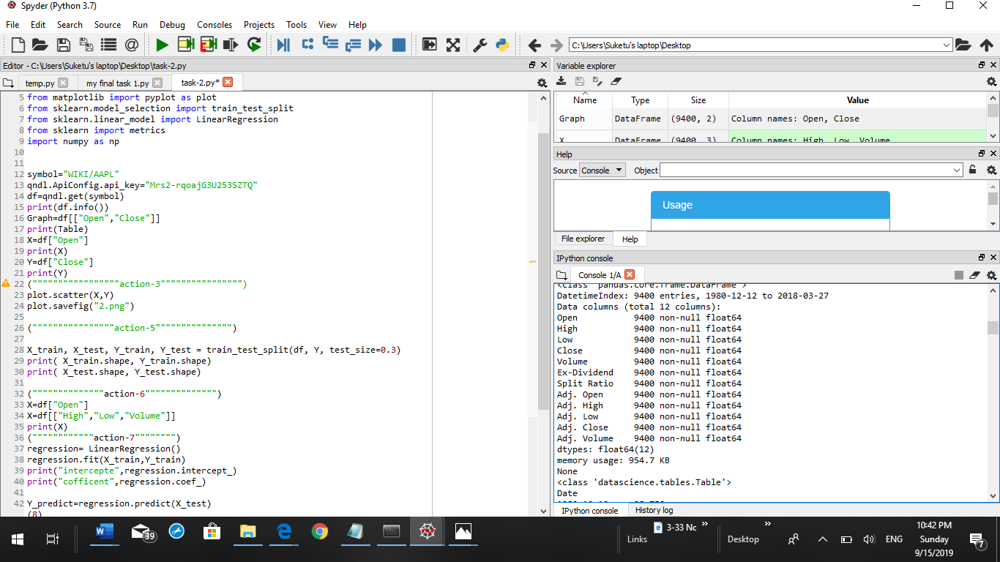 Spyder (Python 3.7)
File Edit Search Source Run Debug Consoles Projects Tools View Help
C:\Users\Suketu's laptop\Desktop
Editor - C:\Users\Suketu's laptop\Desktop\task-2.py
temp.py my final task 1.py task-2.py*
5 from matplotlib import pyplot as plot
6 from sklearn.model_selection import train_test_split
7 from sklearn.linear_model import LinearRegression
8 from sklearn import metrics
9 import numpy as np
10
11
12 symbol="WIKI/AAPL"
13 qndl.ApiConfig.api_key="Mrs2-rqoajG3U253SZTQ"
14 df=qndl.get(symbol)
15 print(df.info())
16 Graph=df[["Open","Close"]]
17 print(Table)
18 X=df["Open"]
19 print(X)
20 Y=df["Close"]
21 print(Y)
22 (""""""""""""""""""action-3"""""""""""""""""")
23 plot.scatter(X,Y)
24 plot.savefig("2.png")
25
26 (""""""""""""""""action-5"""""""""""""""")
27
28 X_train, X_test, Y_train, Y_test = train_test_split(df, Y, test_size=0.3)
29 print( X_train.shape, Y_train.shape)
30 print( X_test.shape, Y_test.shape)
31
32 (""""""""""""""action-6"""""""""""""")
33 X=df["Open"]
34 X=df[["High","Low","Volume"]]
35 print(X)
36 (""""""""""""action-7"""""""")
37 regression= LinearRegression()
38 regression.fit(X_train,Y_train)
39 print("intercepte",regression.intercept_)
40 print("cofficent",regression.coef_)
41
42 Y_predict=regression.predict(X_test)
(8)
Variable explorer
Name Type Size Value
Graph DataFrame (9400, 2) Column names: Open, Close
X DataFrame (9400, 3) Column names: High, Low, Volume
Help
Source Console Object
Usage
File explorer Help
IPython console
Console 1/A
<class 'pandas.core.frame.DataFrame'>
DatetimeIndex: 9400 entries, 1980-12-12 to 2018-03-27
Data columns (total 12 columns):
Open 9400 non-null float64
High 9400 non-null float64
Low 9400 non-null float64
Close 9400 non-null float64
Volume 9400 non-null float64
Ex-Dividend 9400 non-null float64
Split Ratio 9400 non-null float64
Adj. Open 9400 non-null float64
Adj. High 9400 non-null float64
Adj. Low 9400 non-null float64
Adj. Close 9400 non-null float64
Adj. Volume 9400 non-null float64
dtypes: float64(12)
memory usage: 954.7 KB
None
<class 'datascience.tables.Table'>
Date
IPython console History log
39
Links
3-33 Nc
Desktop
ENG
10:42 PM
Sunday
9/15/2019
7